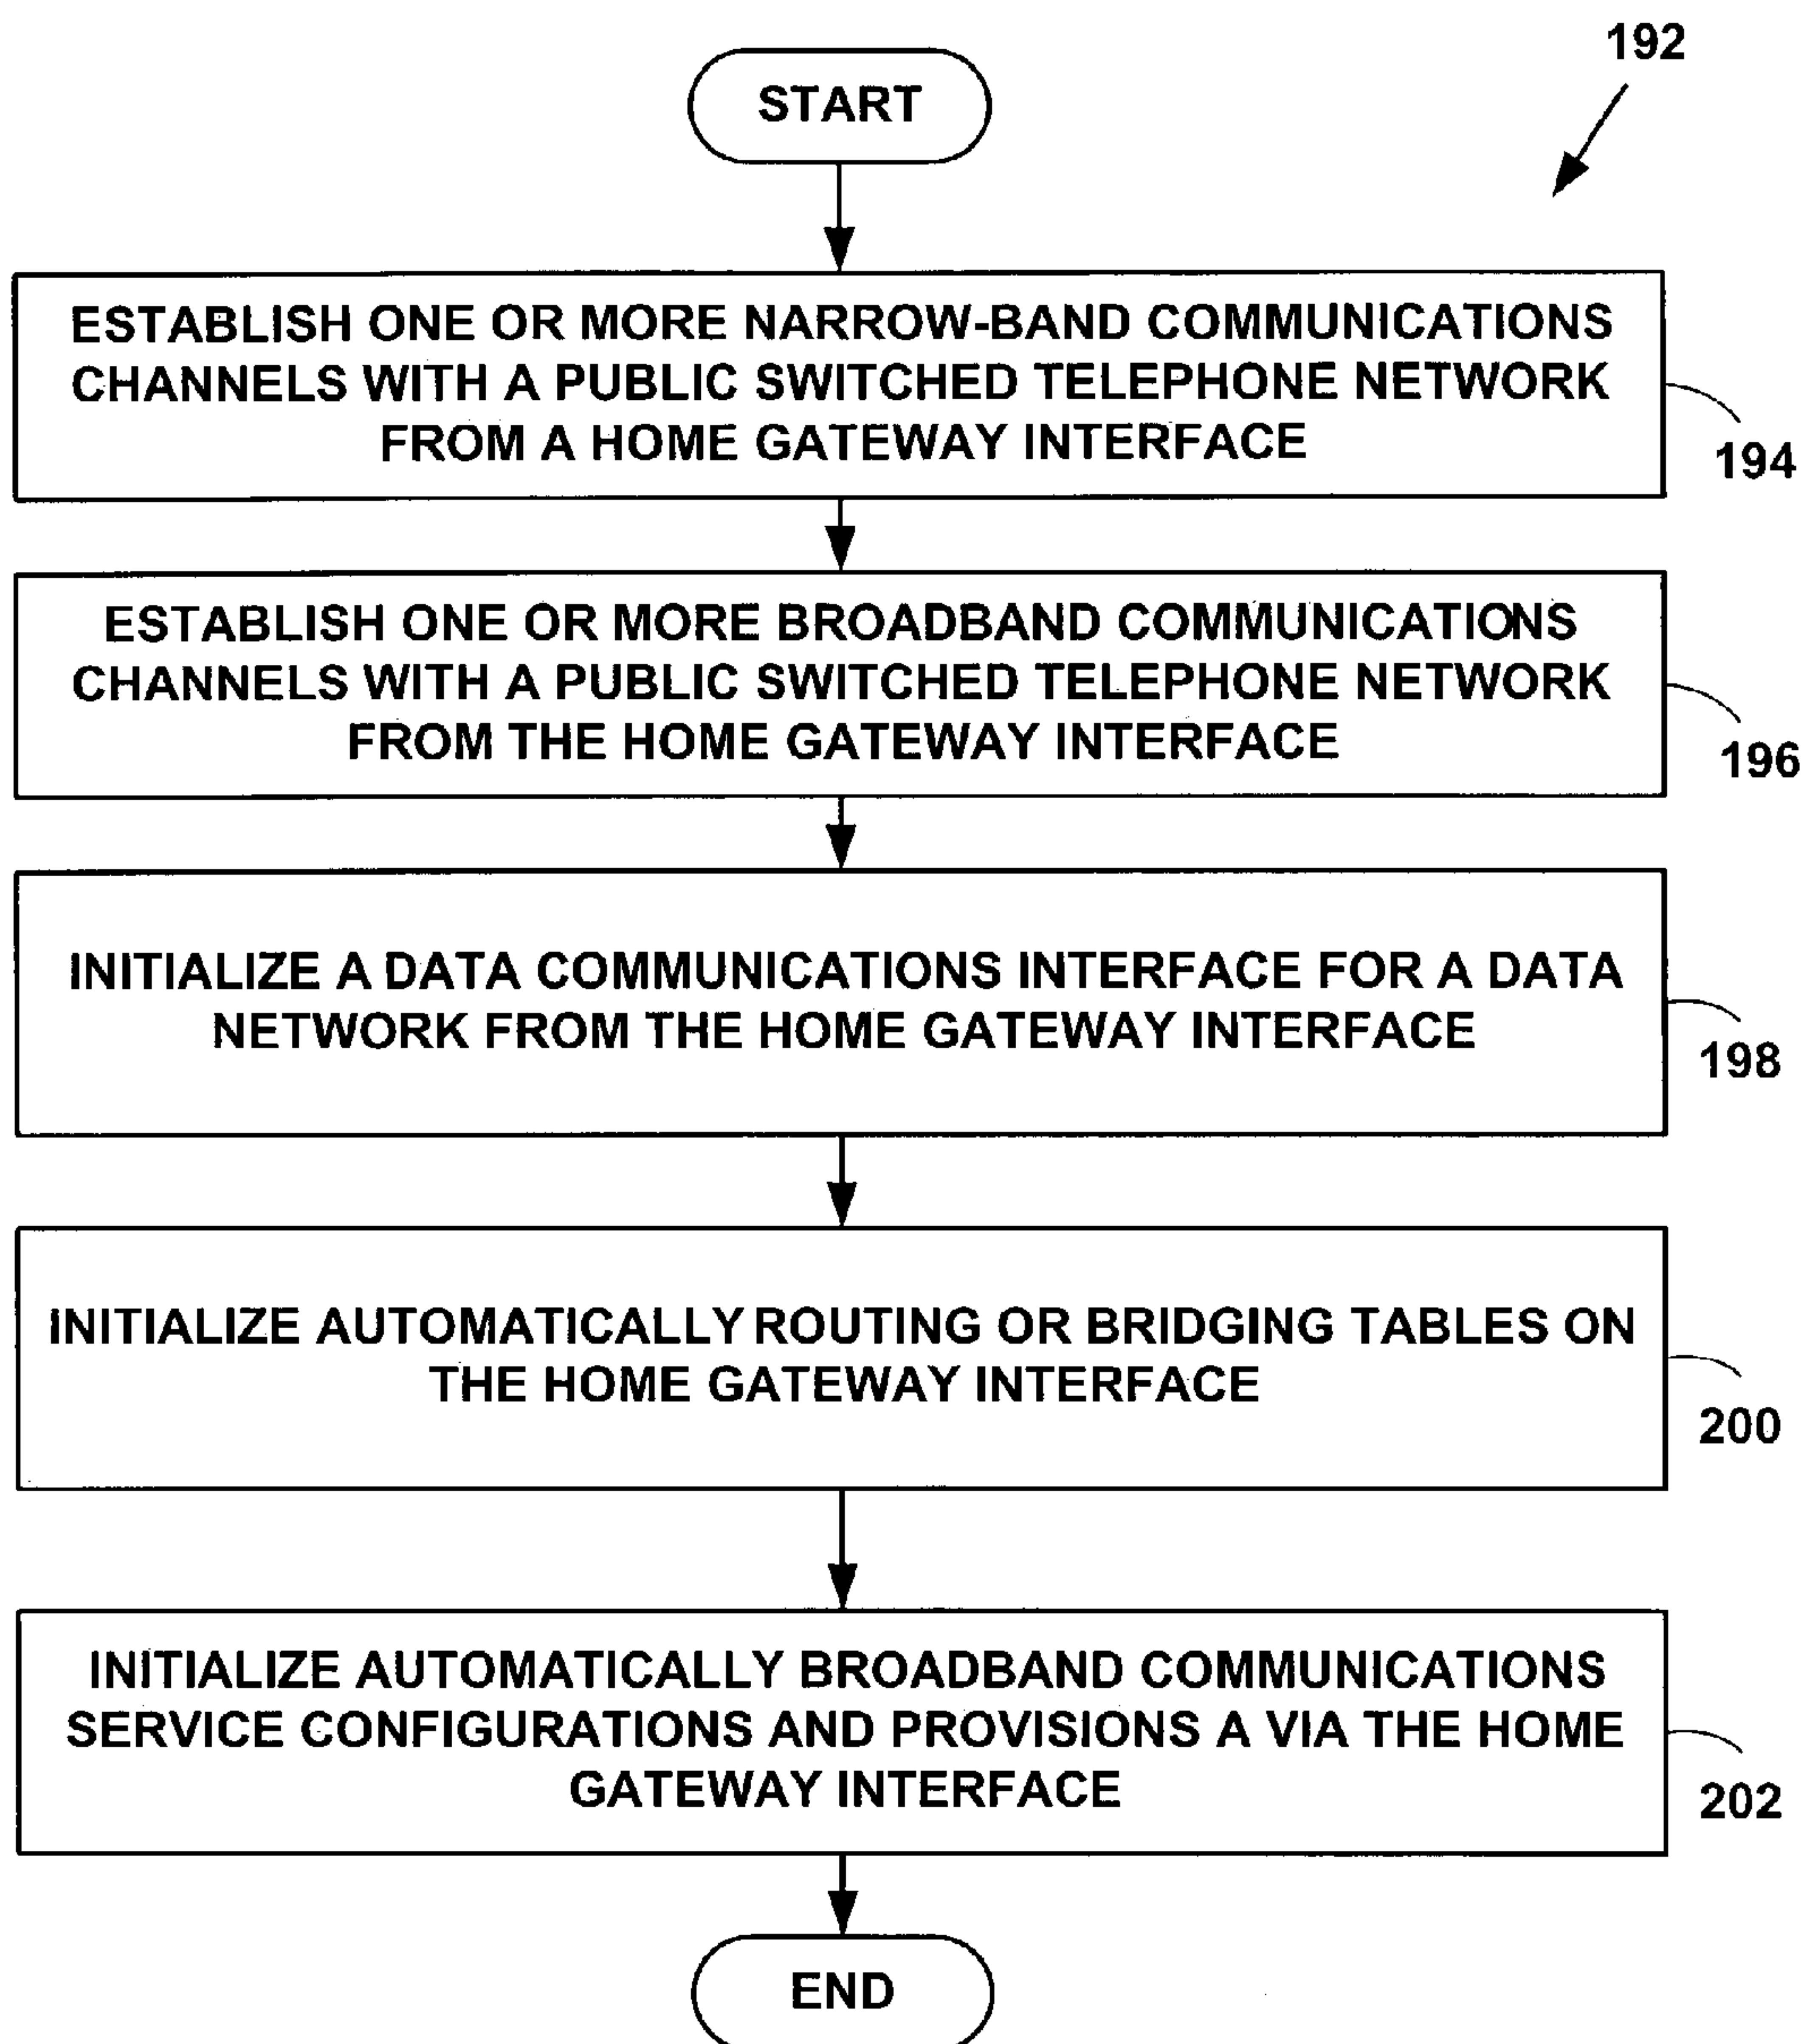 192
START
ESTABLISH ONE OR MORE NARROW-BAND COMMUNICATIONS
CHANNELS WITH A PUBLIC SWITCHED TELEPHONE NETWORK
FROM A HOME GATEWAY INTERFACE
194
ESTABLISH ONE OR MORE BROADBAND COMMUNICATIONS
CHANNELS WITH A PUBLIC SWITCHED TELEPHONE NETWORK
FROM THE HOME GATEWAY INTERFACE
196
INITIALIZE A DATA COMMUNICATIONS INTERFACE FOR A DATA
NETWORK FROM THE HOME GATEWAY INTERFACE
198
INITIALIZE AUTOMATICALLY ROUTING OR BRIDGING TABLES ON
THE HOME GATEWAY INTERFACE
200
INITIALIZE AUTOMATICALLY BROADBAND COMMUNICATIONS
SERVICE CONFIGURATIONS AND PROVISIONS A VIA THE HOME
GATEWAY INTERFACE
202
END